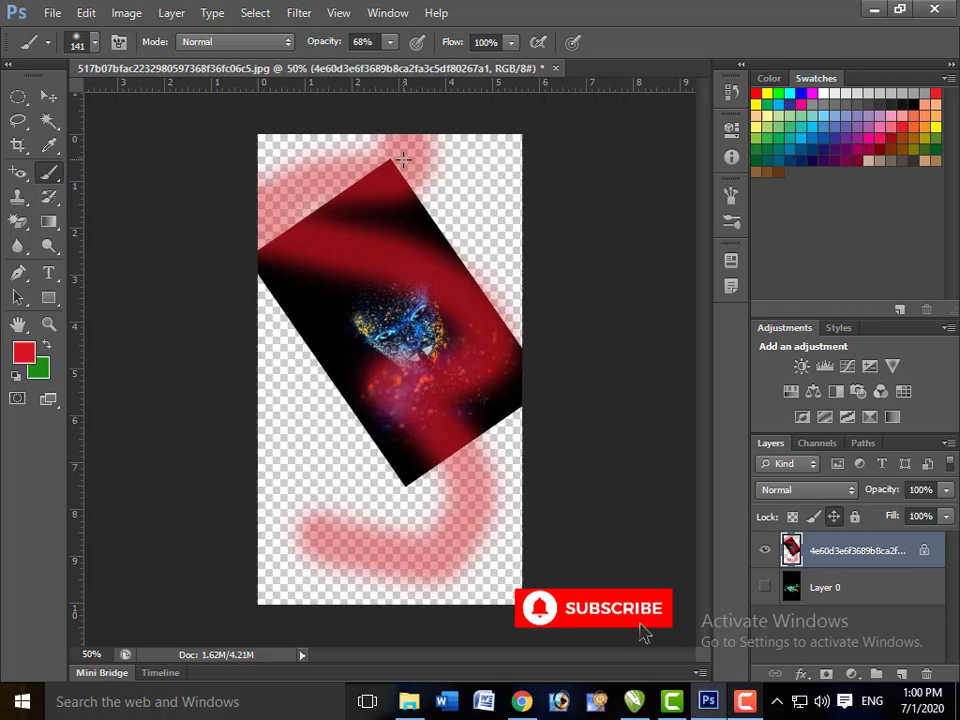 Ps File Edit Image Layer Type Select Filter View Window Help
141 Mode: Normal Opacity: 68% Flow: 100%
517b07bfac2232980597368f36fc06c5.jpg @ 50% (4e60d3e6f3689b8ca2fa3c5df80267a1, RGB/8#) * ×
Color Swatches
Adjustments Styles
Add an adjustment
Layers Channels Paths
Kind
Normal Opacity: 100%
Lock: Fill: 100%
4e60d3e6f3689b8ca2f...
Layer 0
SUBSCRIBE
Activate Windows
Go to Settings to activate Windows.
50% Doc: 1.62M/4.21M
Mini Bridge Timeline
Search the web and Windows
ENG
1:00 PM
7/1/2020